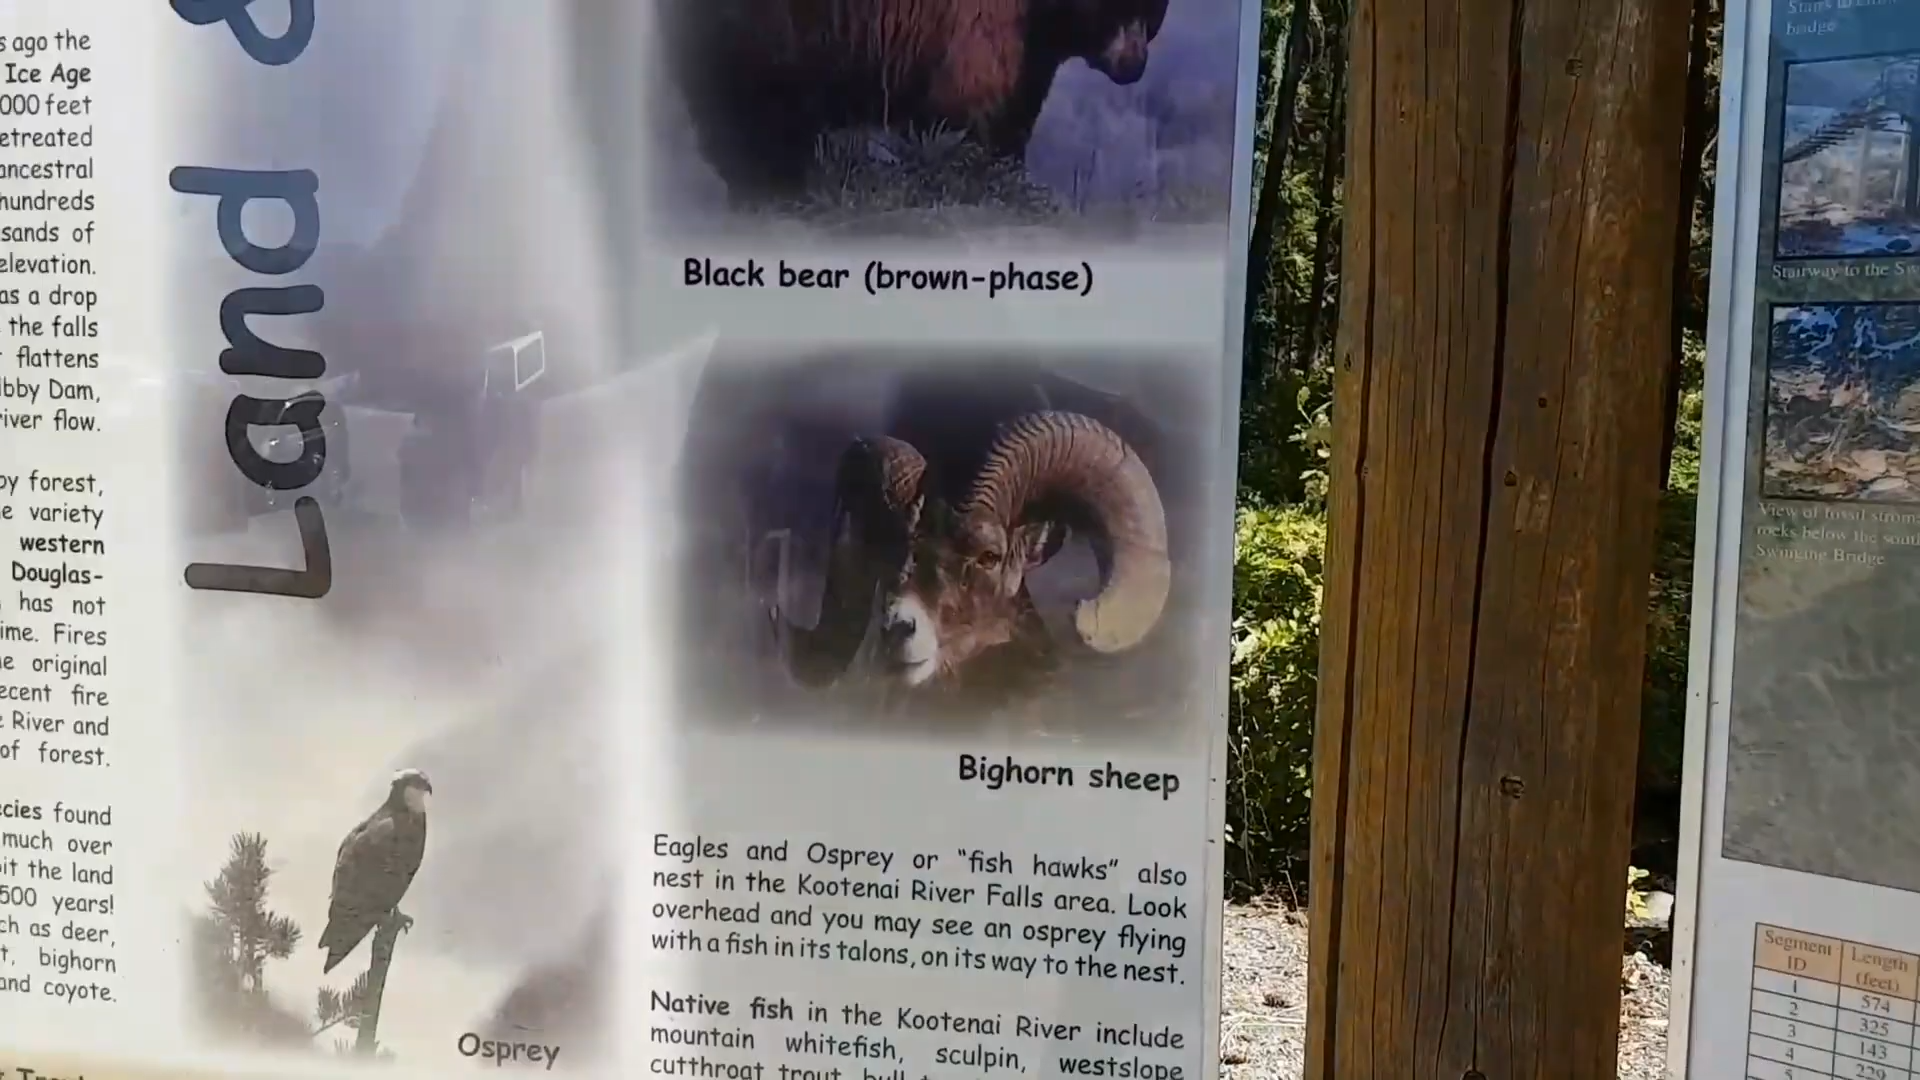 s ago the
Ice Age
000 feet
etreated
ancestral
hundreds
sands of
elevation.
as a drop
the falls
flattens
ibby Dam,
river flow.
forest,
e variety
western
Douglas-
has not
ime. Fires
e original
ecent fire
River and
of forest.
cies found
much over
bit the land
500 years!
ch as deer,
t, bighorn
and coyote.
Land &
Osprey
Black bear (brown-phase)
Bighorn sheep
Eagles and Osprey or "fish hawks" also
nest in the Kootenai River Falls area. Look
overhead and you may see an osprey flying
with a fish in its talons, on its way to the nest.
Native fish in the Kootenai River include
mountain whitefish, sculpin, westslope
cutthroat trout, bull
bridge
Stairway to the Sw
View of fossil strom
rocks below the sout
Swinging Bridge
Segment ID Length (feet)
1 574
2 325
3 143
4 229
5